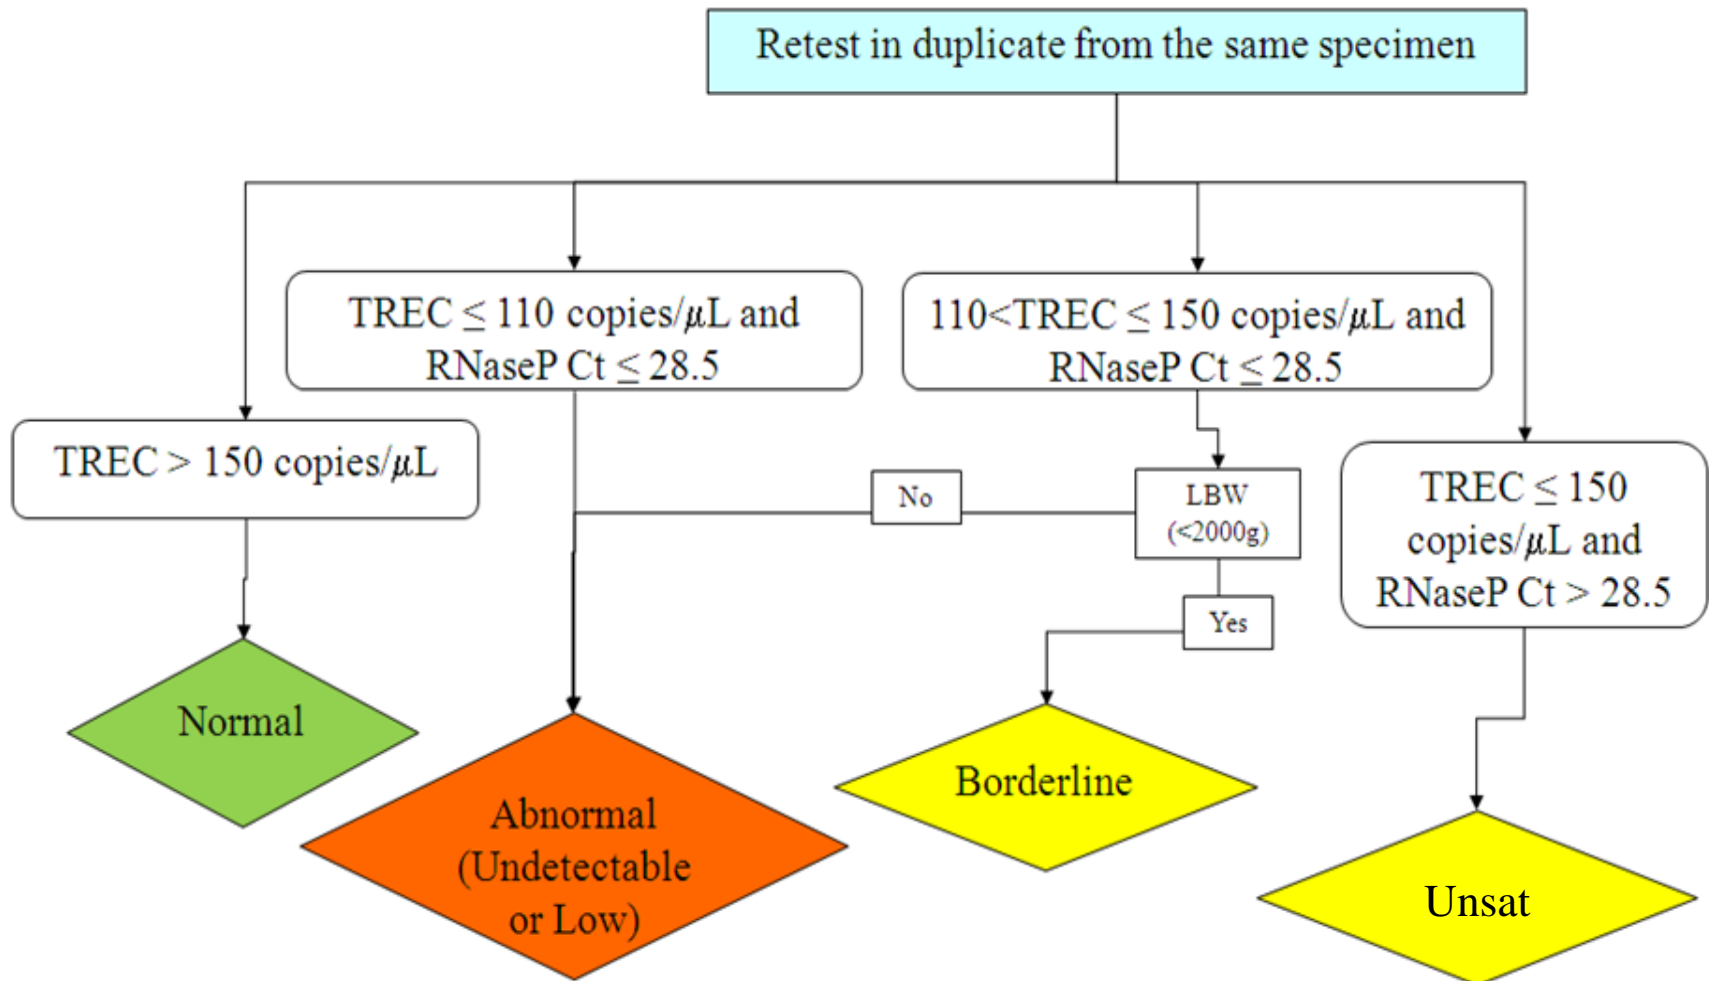 Retest in duplicate from the same specimen
TREC ≤ 110 copies/μL and
RNaseP Ct ≤ 28.5
110<TREC ≤ 150 copies/μL and
RNaseP Ct ≤ 28.5
TREC > 150 copies/μL
TREC ≤ 150
copies/μL and
RNaseP Ct > 28.5
No
LBW
(<2000g)
Yes
Normal
Abnormal
(Undetectable
or Low)
Borderline
Unsat